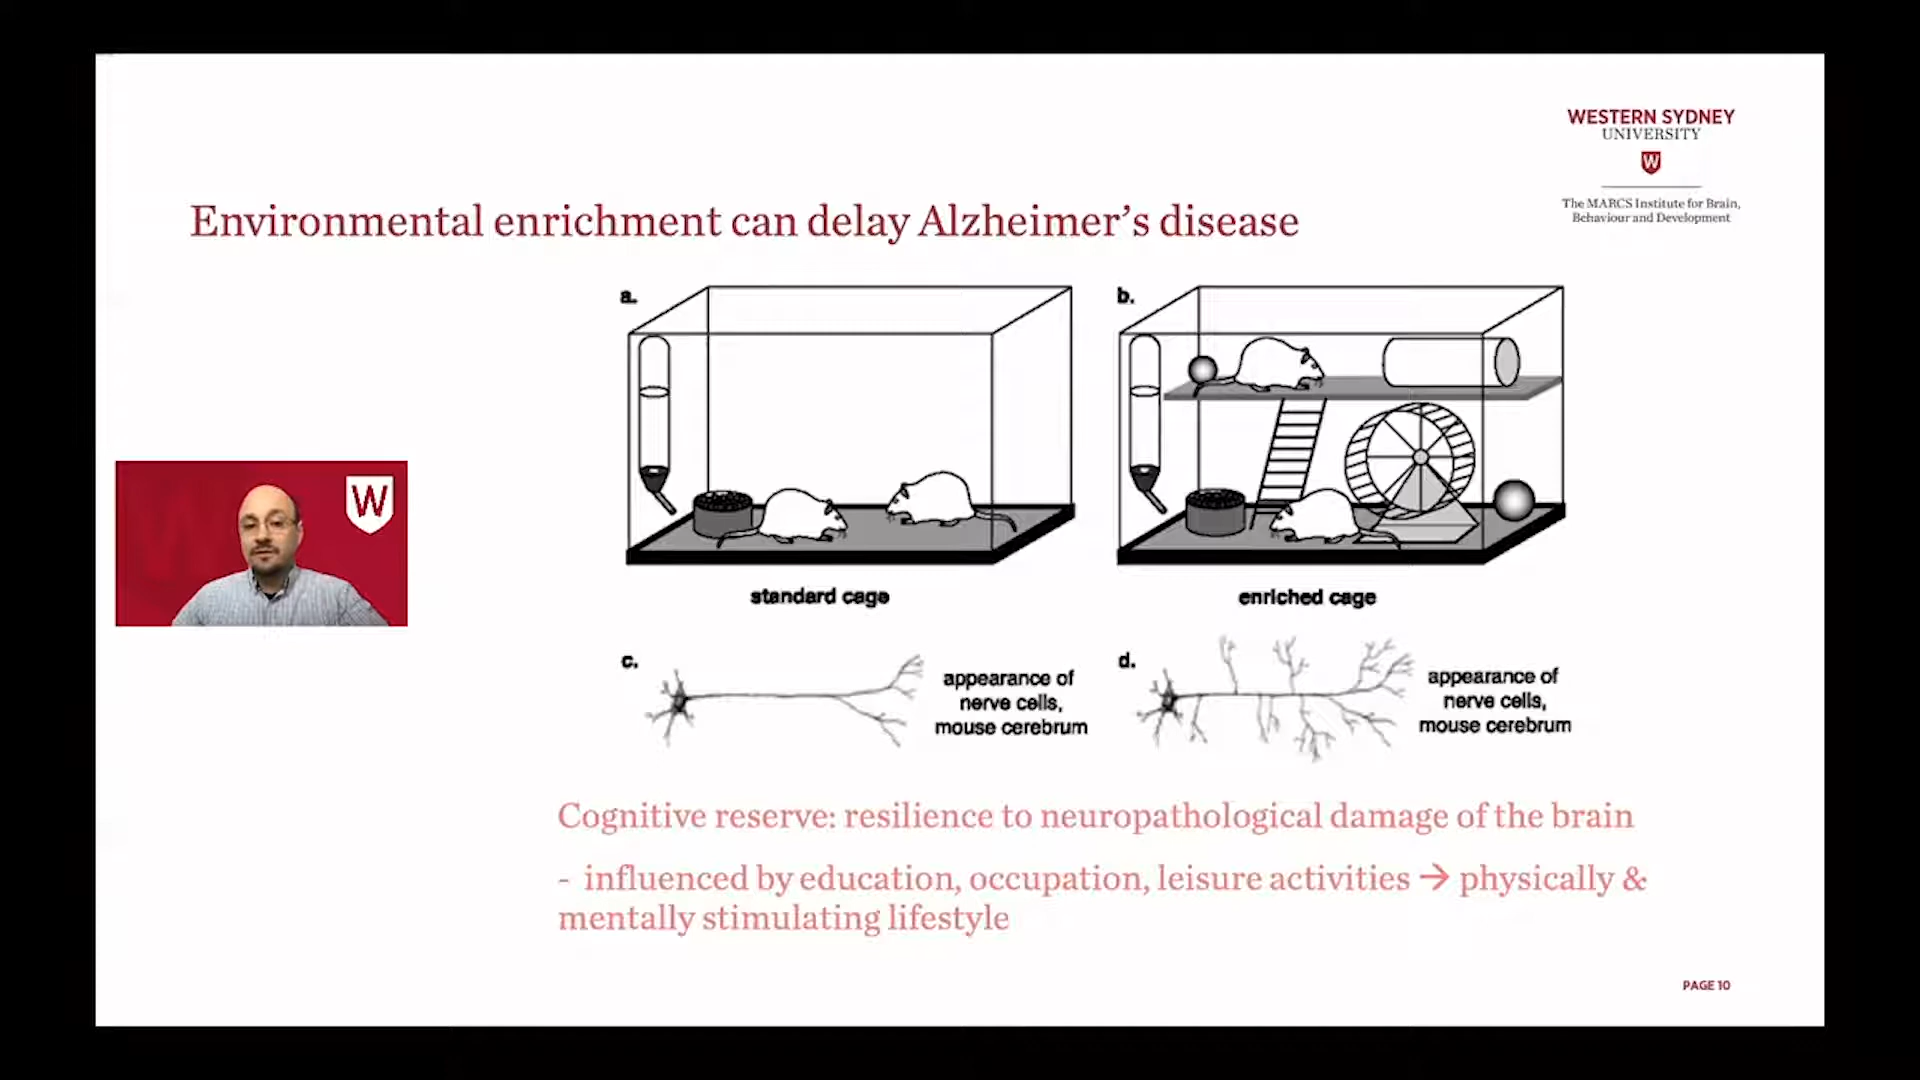 WESTERN SYDNEY
UNIVERSITY
W
The MARCS Institute for Brain,
Behaviour and Development
Environmental enrichment can delay Alzheimer’s disease
a.
b.
standard cage
enriched cage
c.
appearance of
nerve cells,
mouse cerebrum
d.
appearance of
nerve cells,
mouse cerebrum
W
Cognitive reserve: resilience to neuropathological damage of the brain
- influenced by education, occupation, leisure activities → physically &
mentally stimulating lifestyle
PAGE 10